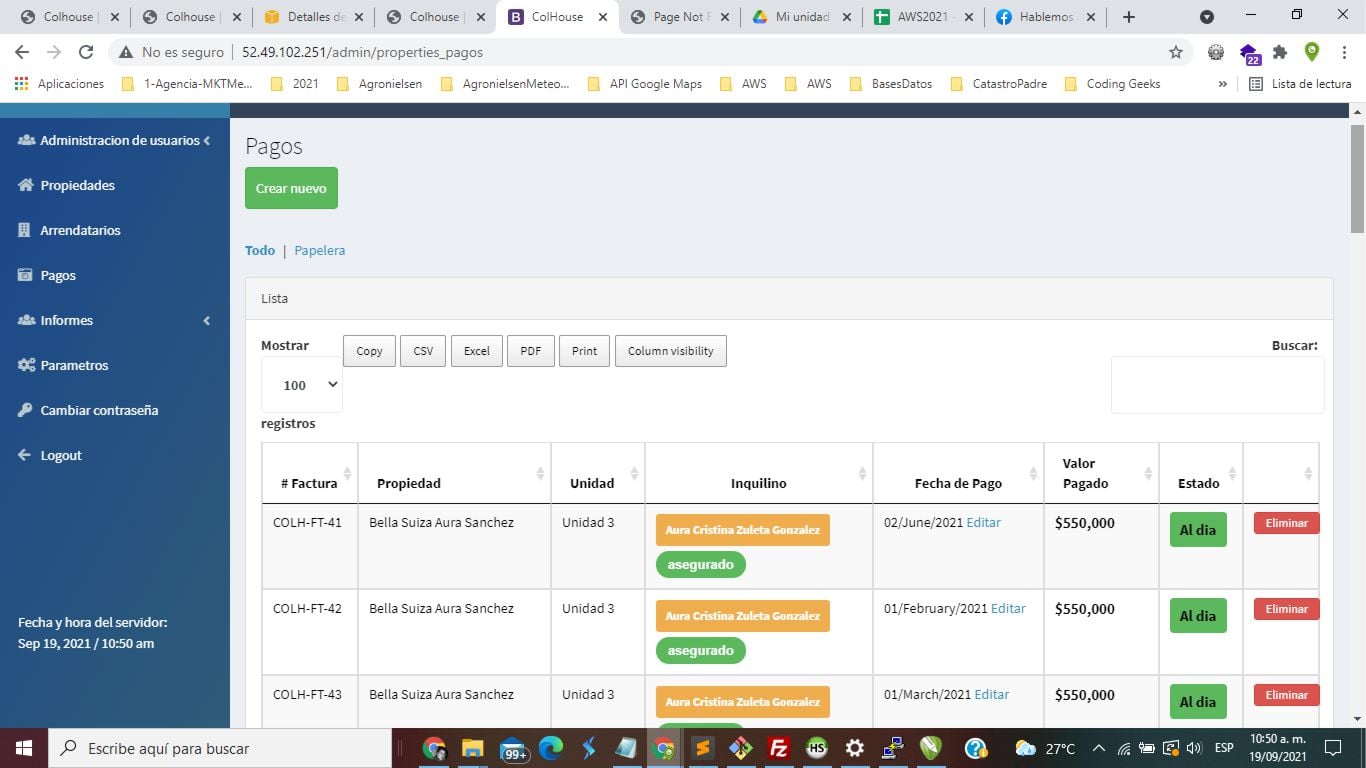 Colhouse |
Colhouse |
Detalles de
Colhouse |
ColHouse
Page Not F
Mi unidad
AWS2021 -
Hablemos
No es seguro | 52.49.102.251/admin/properties_pagos
22
Aplicaciones
1-Agencia-MKTMe...
2021
Agronielsen
AgronielsenMeteo...
API Google Maps
AWS
AWS
BasesDatos
CatastroPadre
Coding Geeks
»
Lista de lectura
Administracion de usuarios
Propiedades
Arrendatarios
Pagos
Informes
Parametros
Cambiar contraseña
Logout
Fecha y hora del servidor:
Sep 19, 2021 / 10:50 am
Pagos
Crear nuevo
Todo | Papelera
Lista
Mostrar
100
registros
Copy
CSV
Excel
PDF
Print
Column visibility
Buscar:
# Factura Propiedad Unidad Inquilino Fecha de Pago Valor Pagado Estado
COLH-FT-41 Bella Suiza Aura Sanchez Unidad 3 Aura Cristina Zuleta Gonzalez 02/June/2021 Editar $550,000 Al dia Eliminar
asegurado
COLH-FT-42 Bella Suiza Aura Sanchez Unidad 3 Aura Cristina Zuleta Gonzalez 01/February/2021 Editar $550,000 Al dia Eliminar
asegurado
COLH-FT-43 Bella Suiza Aura Sanchez Unidad 3 Aura Cristina Zuleta Gonzalez 01/March/2021 Editar $550,000 Al dia Eliminar
Escribe aquí para buscar
99+
Fz
HS
27°C
ESP
10:50 a. m.
19/09/2021